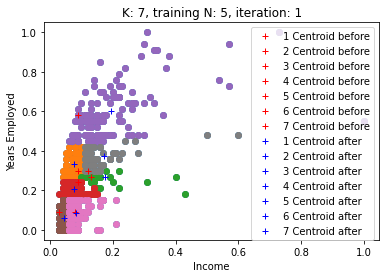 K: 7, training N: 5, iteration: 1
1.0
0.8
0.6
0.4
0.2
0.0
Years Employed
1 Centroid before
2 Centroid before
3 Centroid before
4 Centroid before
5 Centroid before
6 Centroid before
7 Centroid before
1 Centroid after
2 Centroid after
3 Centroid after
4 Centroid after
5 Centroid after
6 Centroid after
7 Centroid after
0.0 0.2 0.4 0.6 0.8 1.0
Income